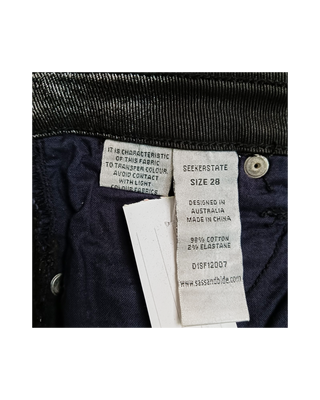 IT IS CHARACTERISTIC
OF THIS FABRIC
TO TRANSFER COLOUR.
AVOID CONTACT
WITH LIGHT
COLOUR FABRICS
SEEKERSTATE
SIZE 28
DESIGNED IN
AUSTRALIA
MADE IN CHINA
98% COTTON
2% ELASTANE
DISF12007
www.sassandbide.com